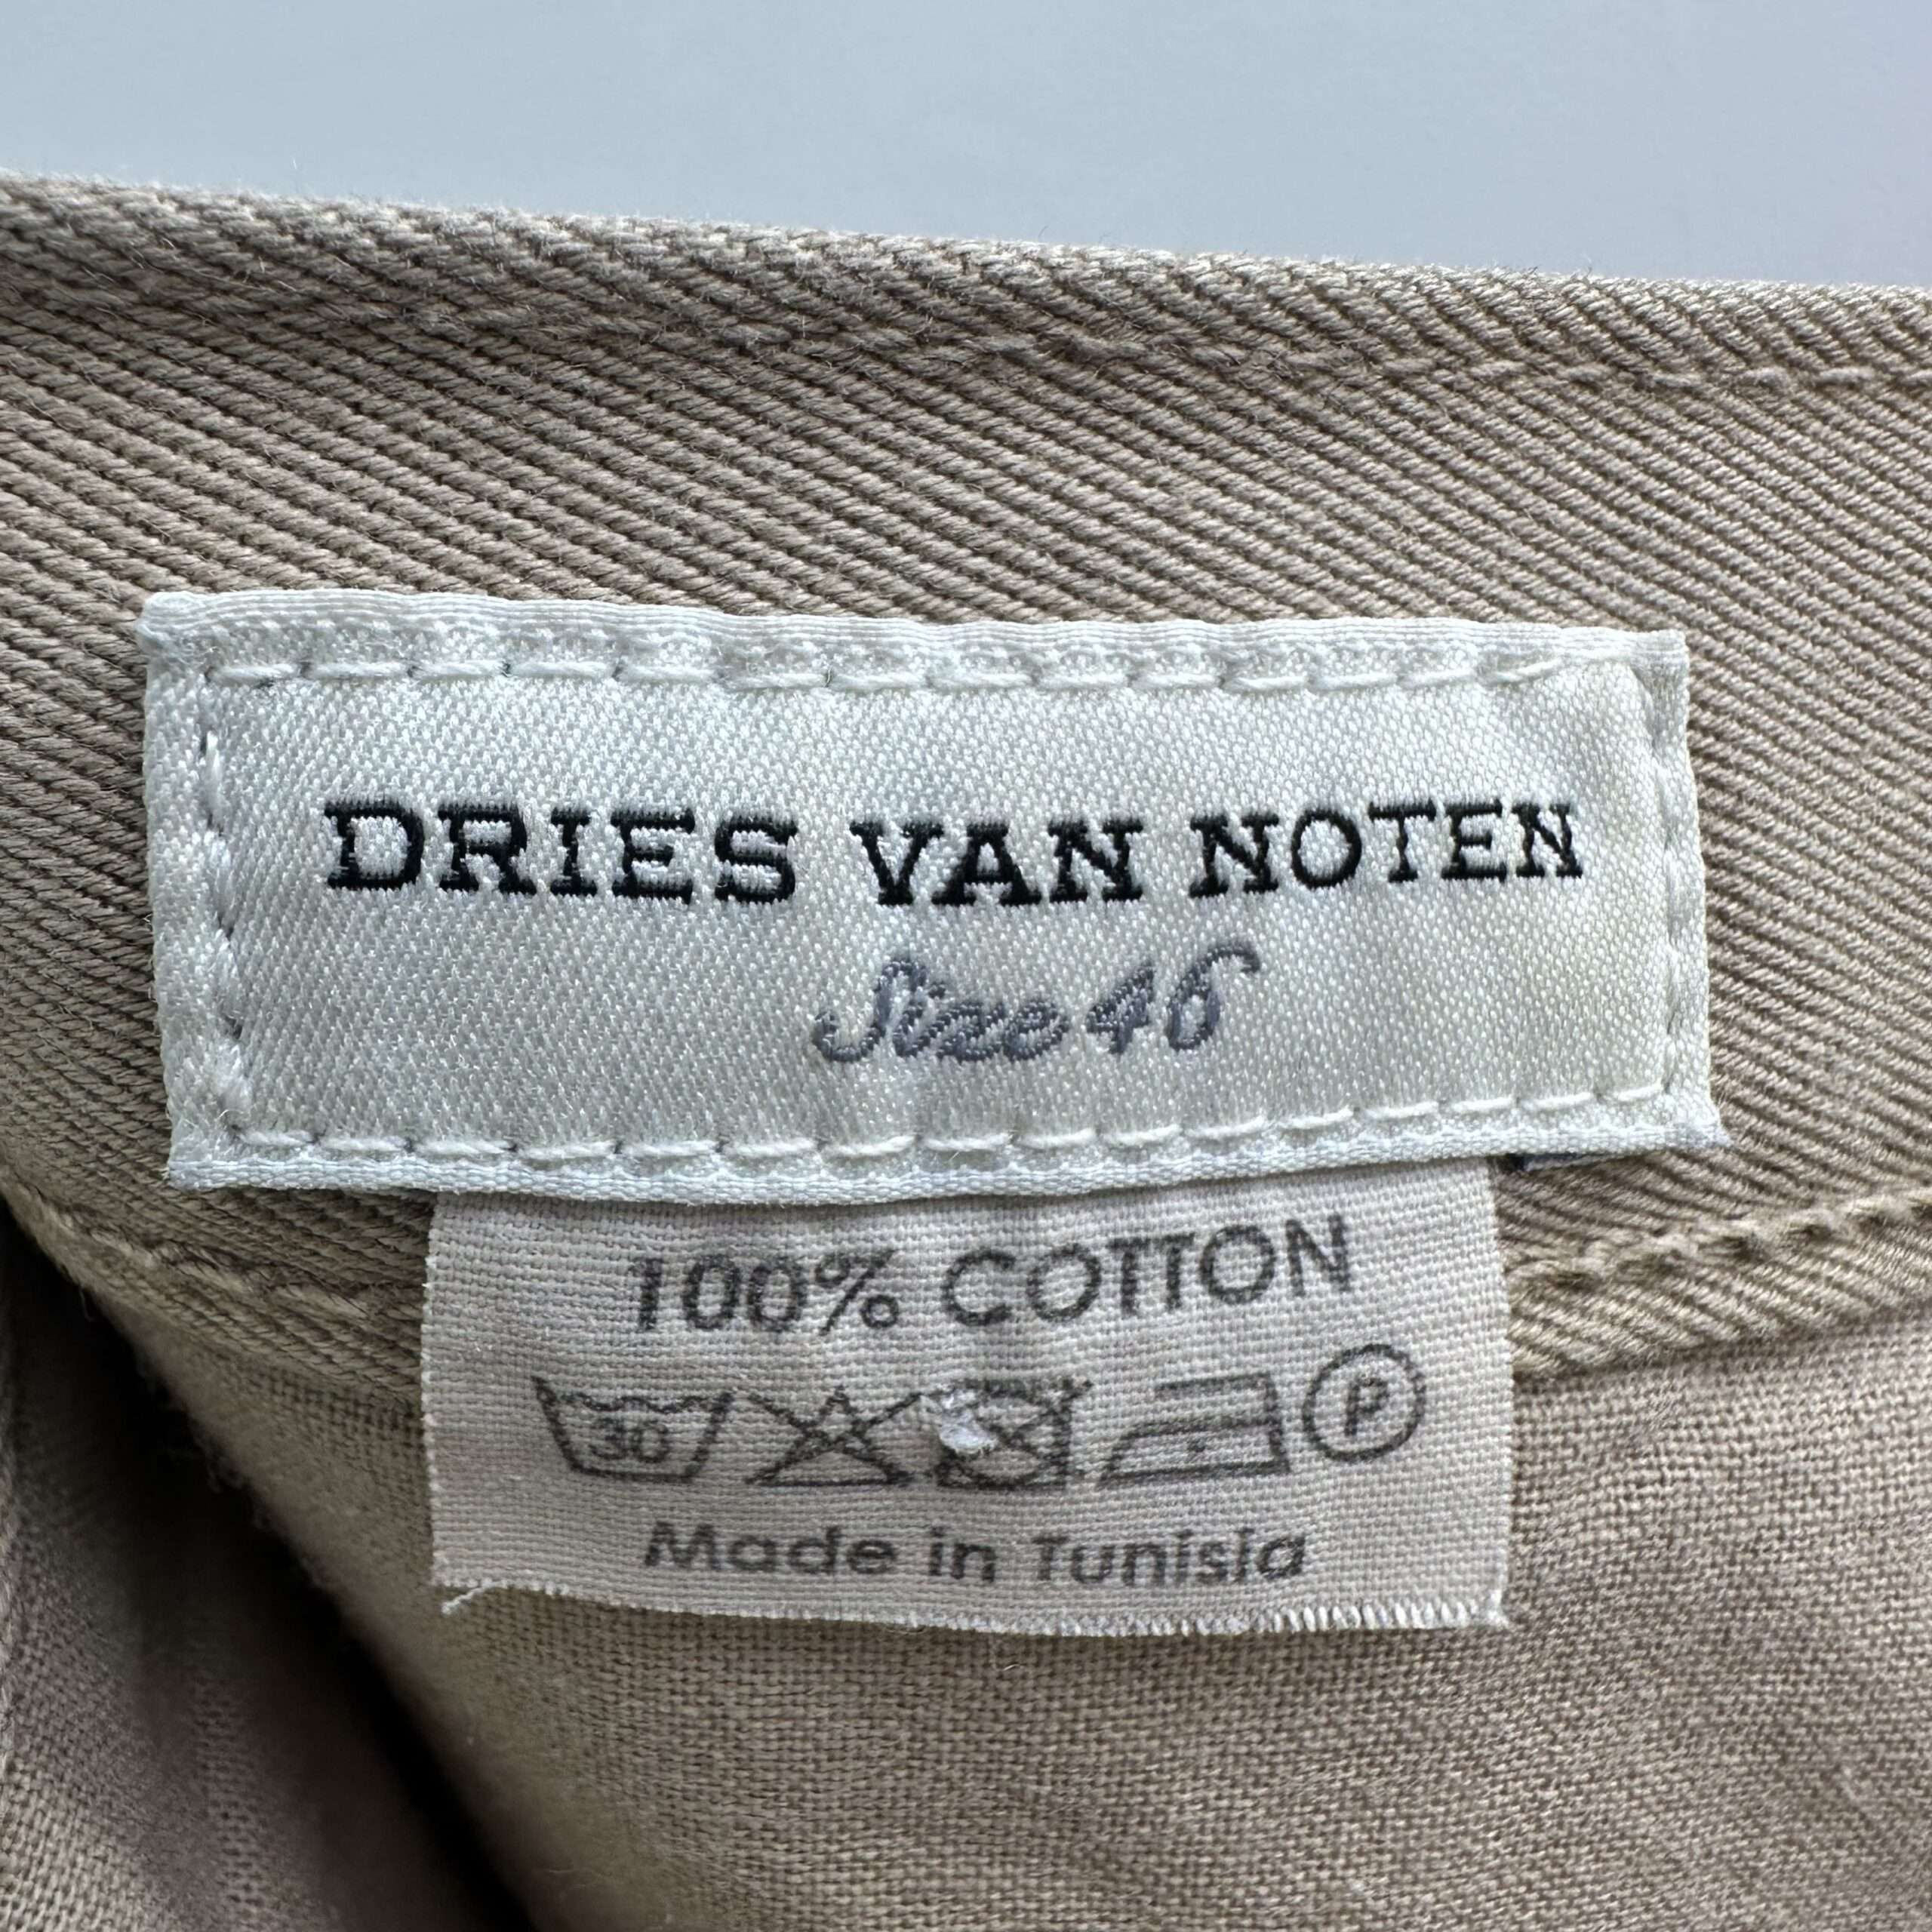 DRIES VAN NOTEN
Size 46
100% COTTON
30 P
Made in Tunisia